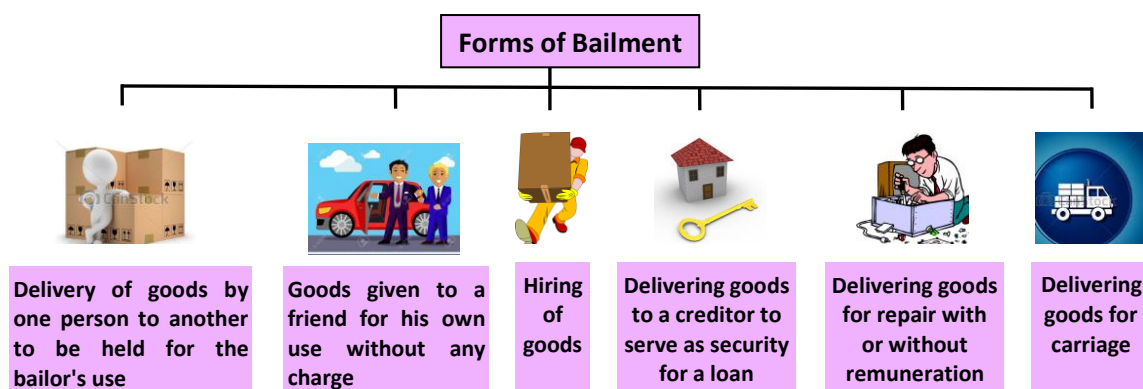 Forms of Bailment
CanStock
Delivery of goods by
one person to another
to be held for the
bailor's use
Goods given to a
friend for his own
use without any
charge
Hiring
of
goods
Delivering goods
to a creditor to
serve as security
for a loan
Delivering goods
for repair with
or without
remuneration
Delivering
goods for
carriage